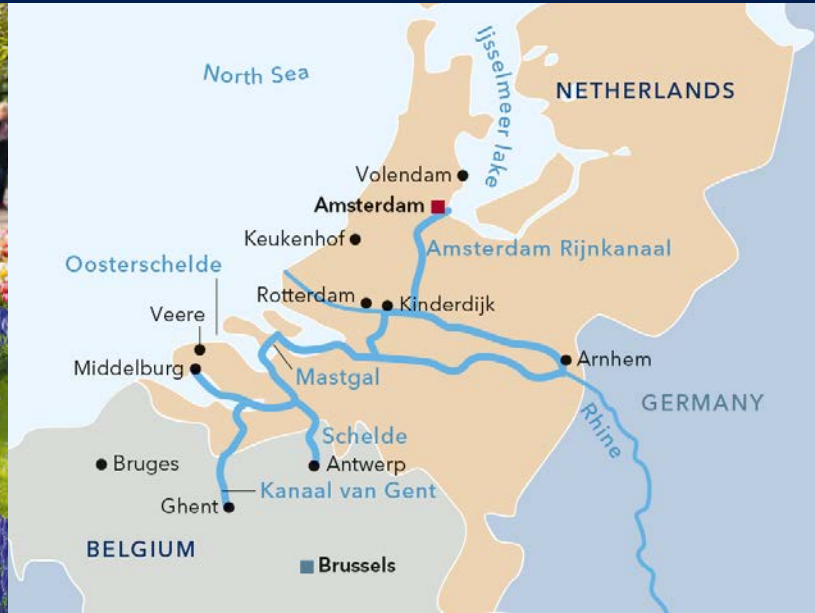 North Sea
Ijsselmeer lake
NETHERLANDS
Volendam
Amsterdam
Keukenhof
Amsterdam Rijnkanaal
Oosterschelde
Rotterdam
Kinderdijk
Veere
Middelburg
Arnhem
Mastgal
GERMANY
Rhine
Schelde
Bruges
Antwerp
Kanaal van Gent
Ghent
BELGIUM
Brussels